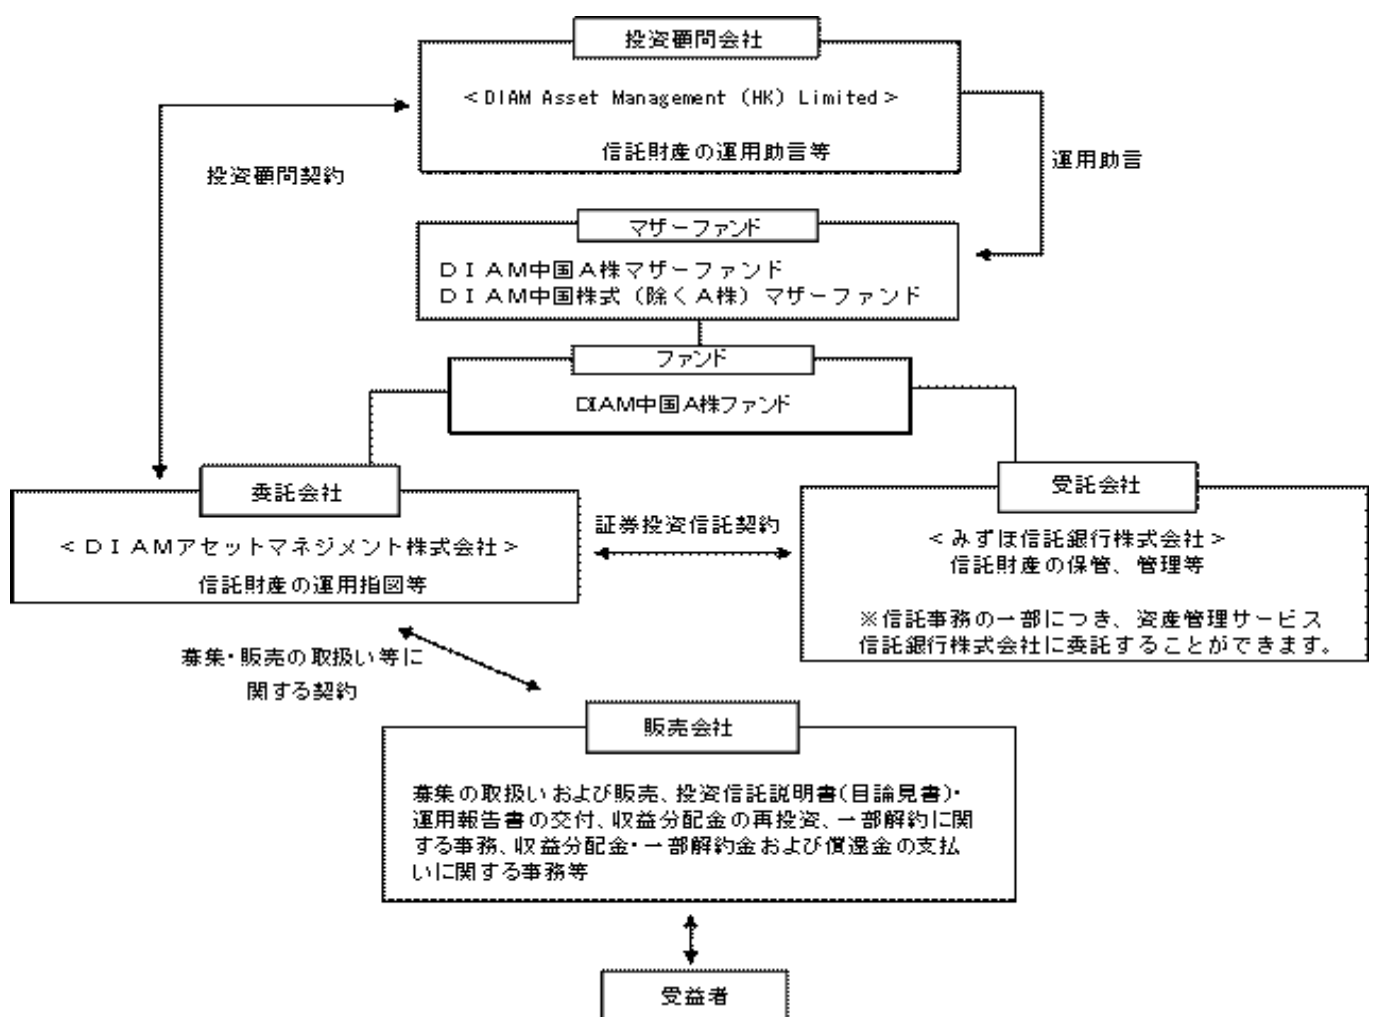 投資顧問会社
＜DIAM Asset Management (HK) Limited＞
信託財産の運用助言等
投資顧問契約
運用助言
マザーファンド
ＤＩＡＭ中国Ａ株マザーファンド
ＤＩＡＭ中国株式（除くＡ株）マザーファンド
ファンド
DIAM中国A株ファンド
委託会社
＜ＤＩＡＭアセットマネジメント株式会社＞
信託財産の運用指図等
証券投資信託契約
受託会社
＜みずほ信託銀行株式会社＞
信託財産の保管、管理等
※信託事務の一部につき、資産管理サービス
信託銀行株式会社に委託することができます。
募集・販売の取扱い等に
関する契約
販売会社
募集の取扱いおよび販売、投資信託説明書(目論見書)・
運用報告書の交付、収益分配金の再投資、一部解約に関
する事務、収益分配金・一部解約金および償還金の支払
いに関する事務等
受益者